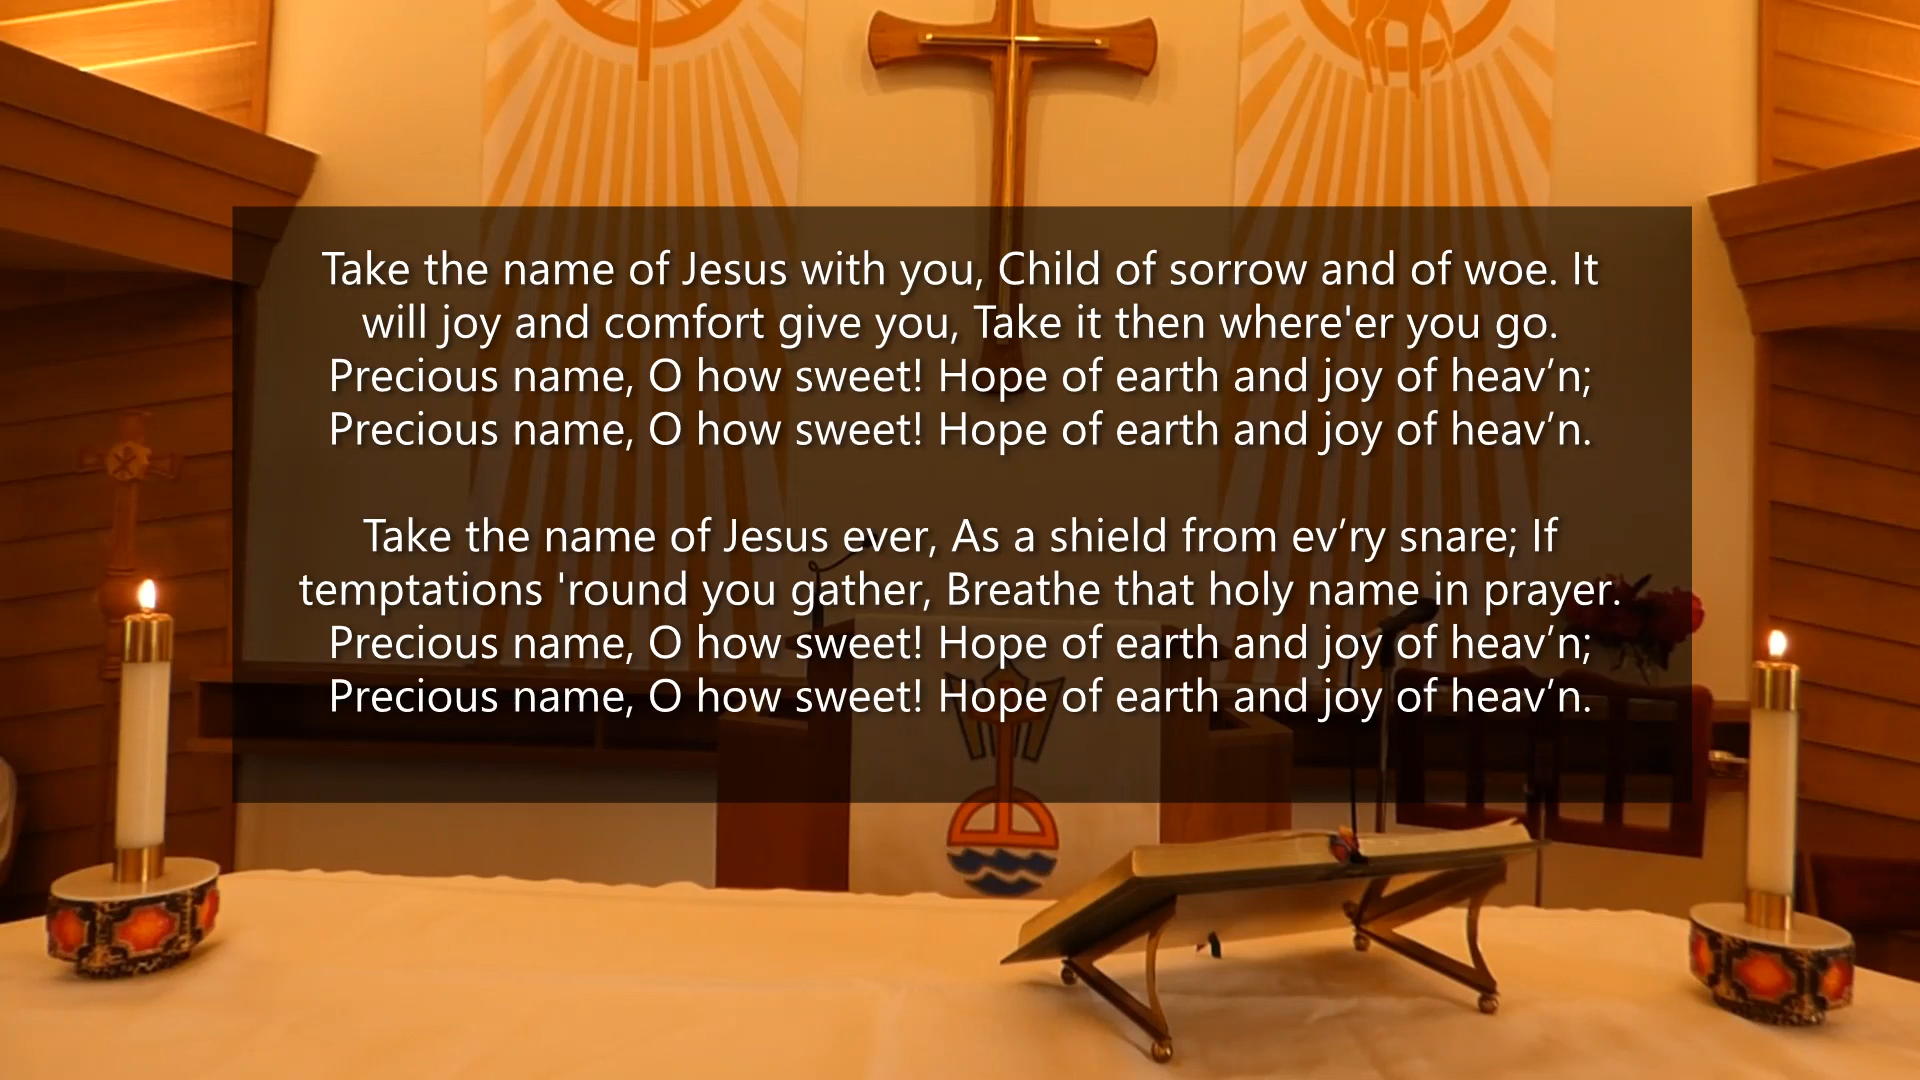 Take the name of Jesus with you, Child of sorrow and of woe. It
will joy and comfort give you, Take it then where'er you go.
Precious name, O how sweet! Hope of earth and joy of heav’n;
Precious name, O how sweet! Hope of earth and joy of heav’n.
Take the name of Jesus ever, As a shield from ev’ry snare; If
temptations 'round you gather, Breathe that holy name in prayer.
Precious name, O how sweet! Hope of earth and joy of heav’n;
Precious name, O how sweet! Hope of earth and joy of heav’n.